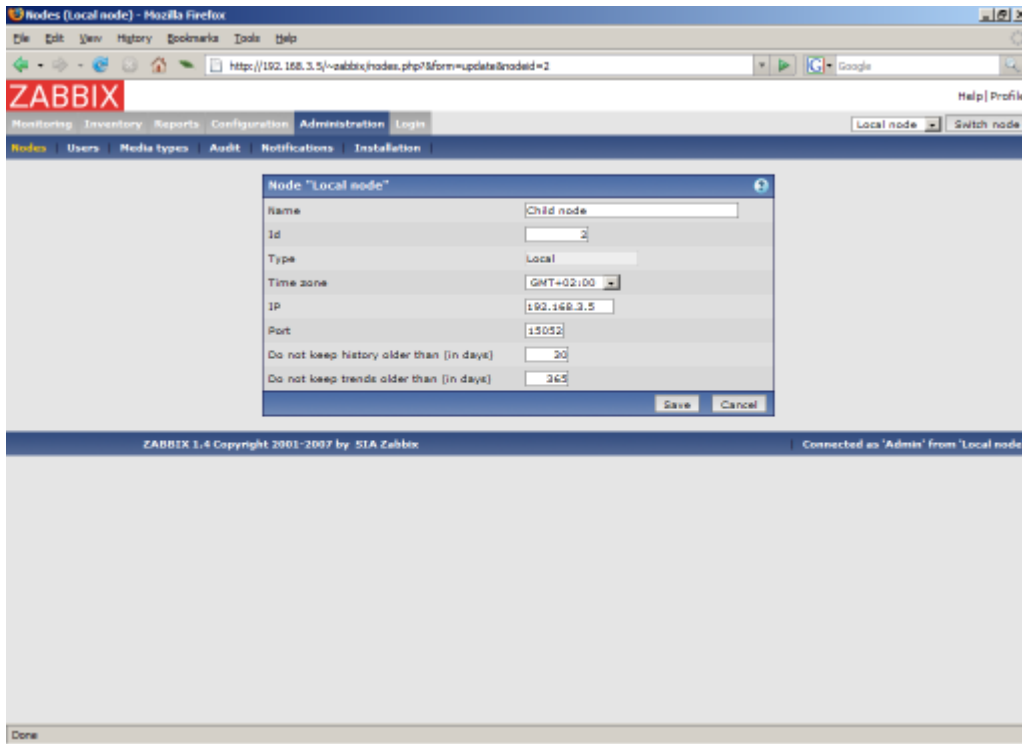 Nodes (Local node) - Mozilla Firefox
File Edit View History Bookmarks Tools Help
http://192.168.3.5/~zabbix/nodes.php?&form=update&nodeid=2 Google
ZABBIX
Help | Profile
Monitoring Inventory Reports Configuration Administration Login Local node Switch node
Nodes | Users | Media types | Audit | Notifications | Installation |
Node "Local node"
Name Child node
Id 2
Type Local
Time zone GMT+02:00
IP 192.168.3.5
Port 15052
Do not keep history older than (in days) 30
Do not keep trends older than (in days) 365
Save Cancel
ZABBIX 1.4 Copyright 2001-2007 by SIA Zabbix | Connected as 'Admin' from 'Local node
Done